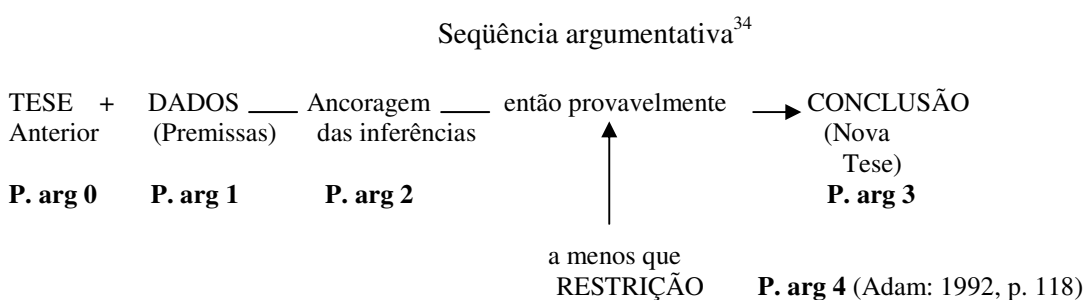 Seqüência argumentativa34
TESE + DADOS Ancoragem então provavelmente CONCLUSÃO
Anterior (Premissas) das inferências (Nova
Tese)
P. arg 0 P. arg 1 P. arg 2 P. arg 3
a menos que
RESTRIÇÃO P. arg 4 (Adam: 1992, p. 118)